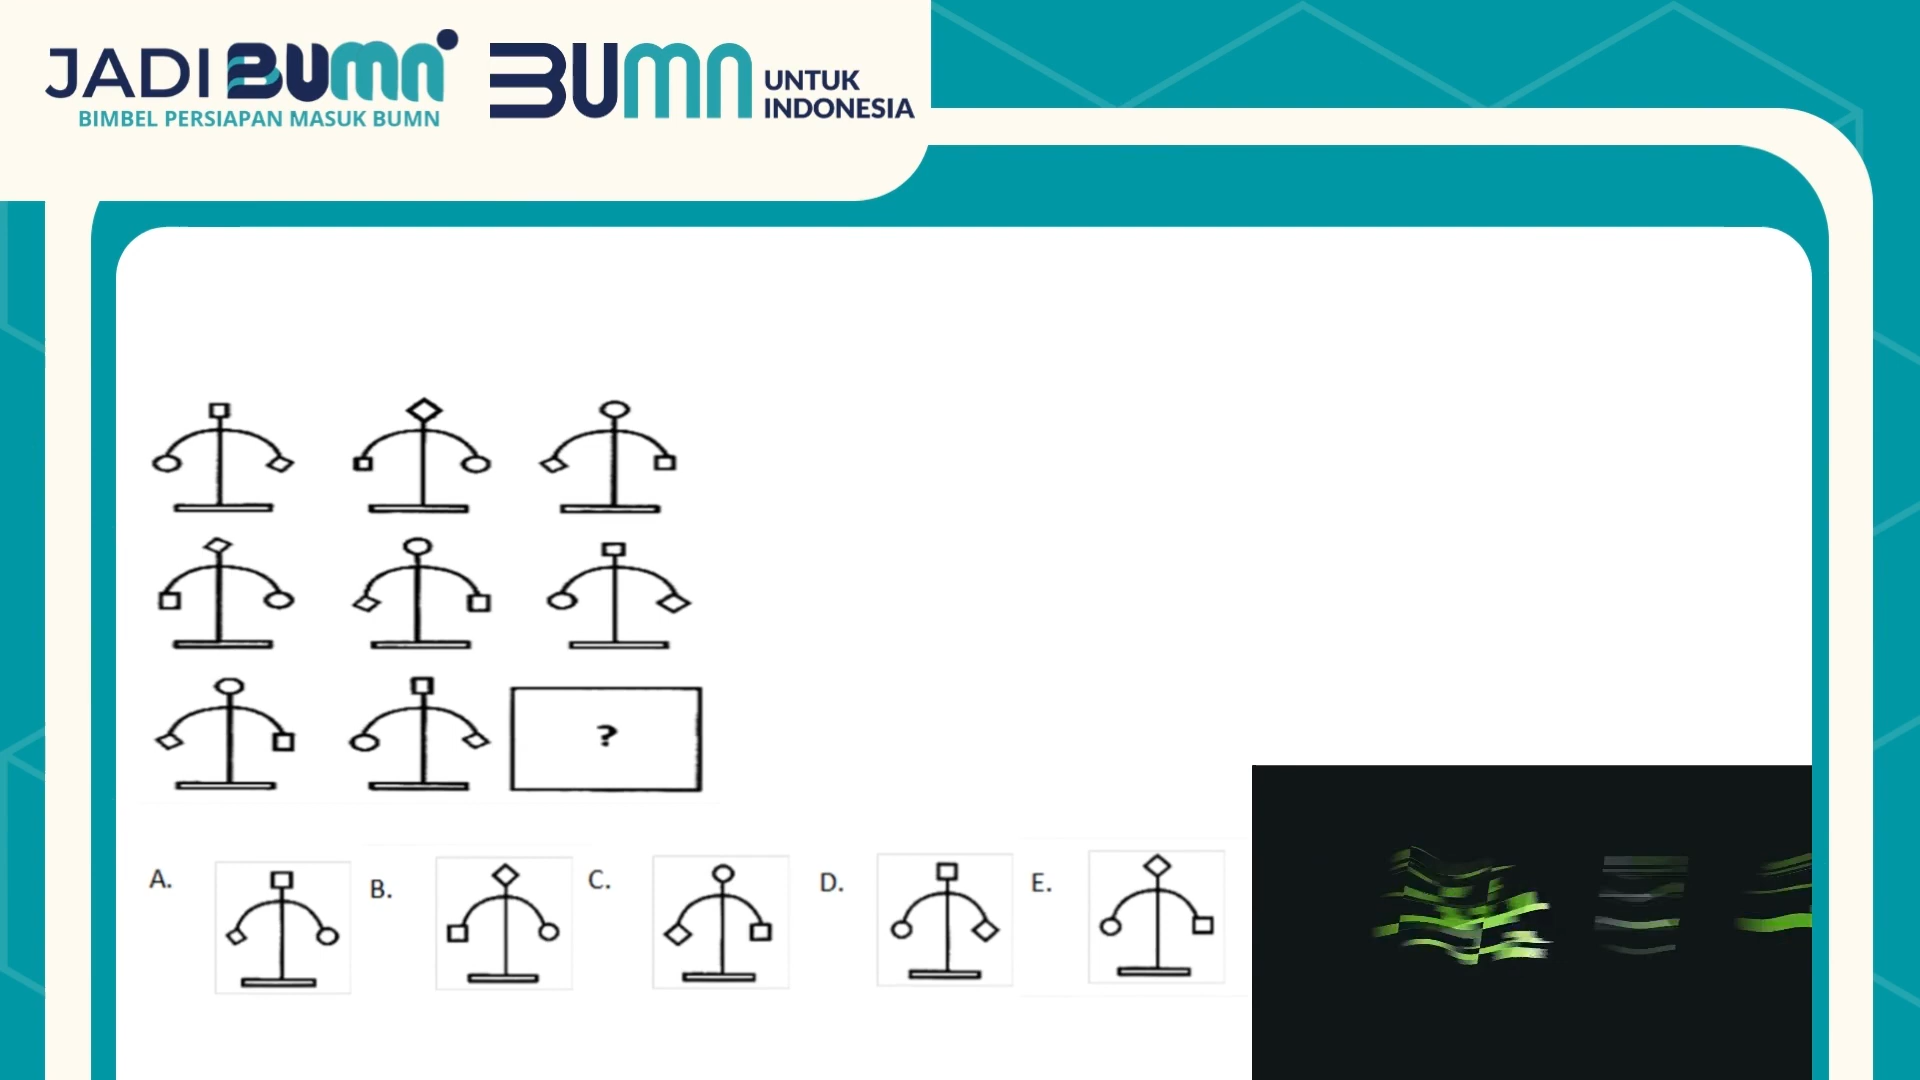 JADI BUMN
BIMBEL PERSIAPAN MASUK BUMN
BUMN
UNTUK
INDONESIA
?
A.
B.
C.
D.
E.